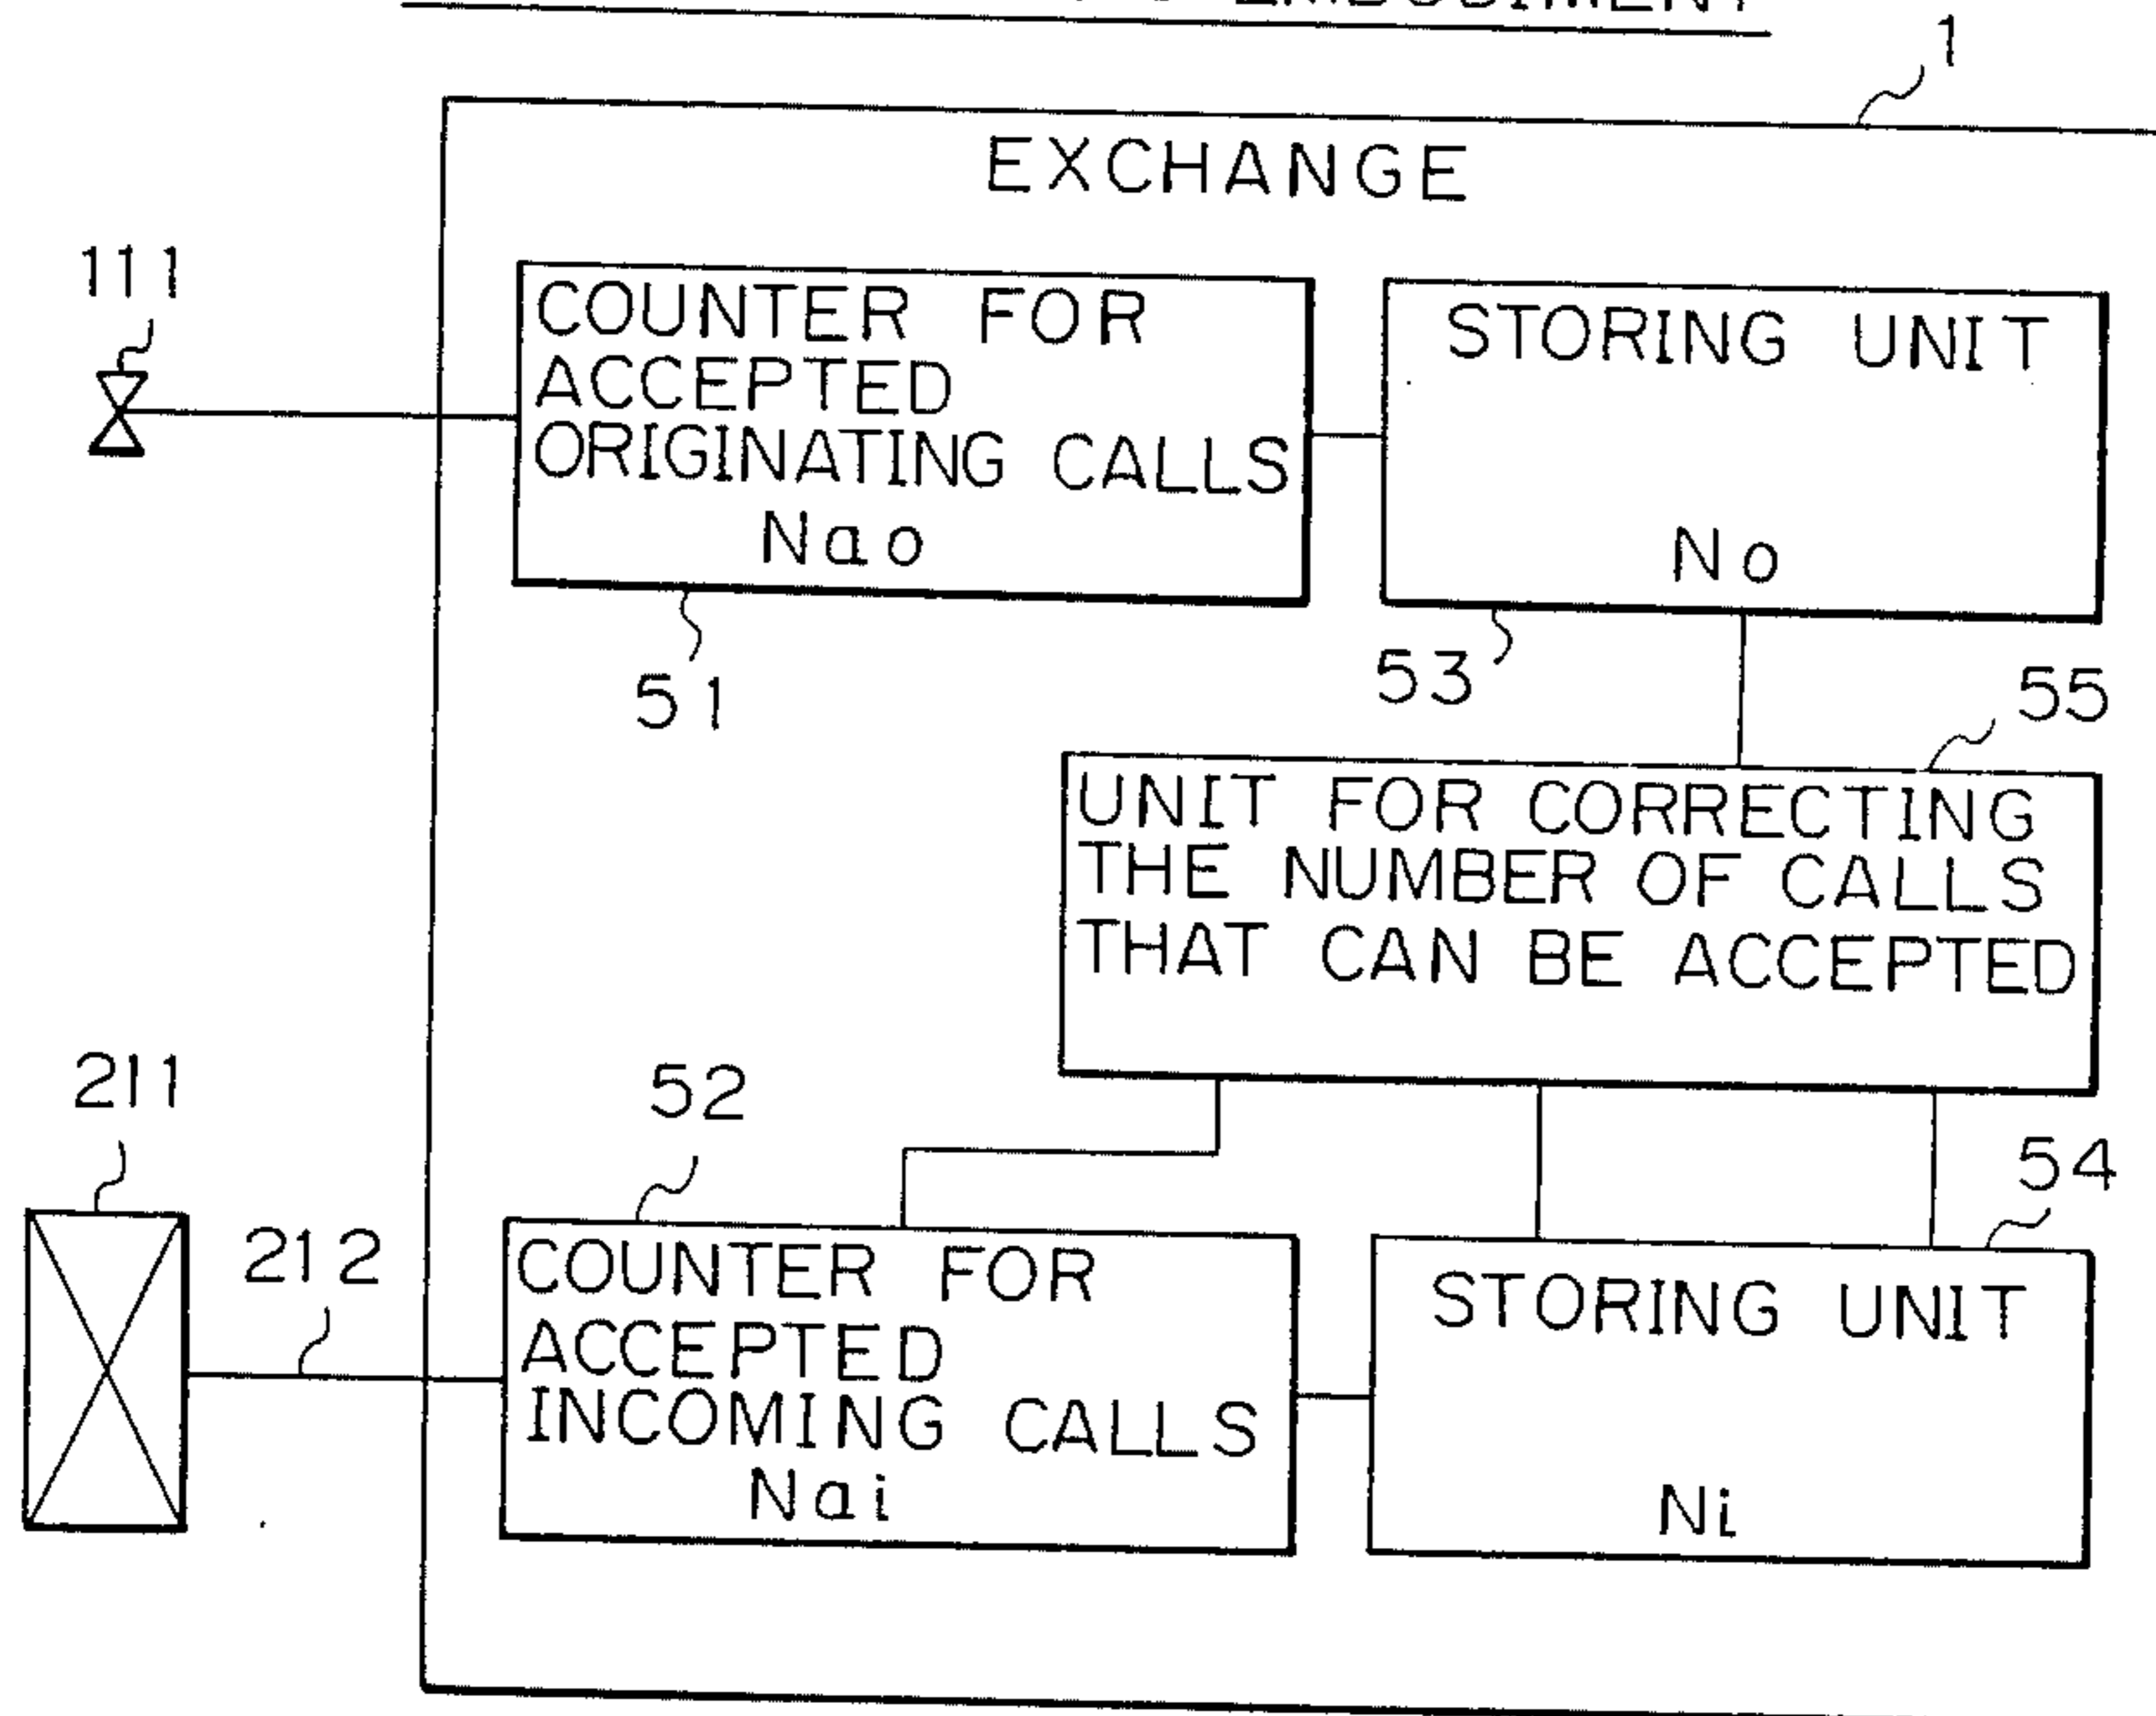 1
EXCHANGE
111
COUNTER FOR
ACCEPTED
ORIGINATING CALLS
Nao
STORING UNIT
No
51
53
55
UNIT FOR CORRECTING
THE NUMBER OF CALLS
THAT CAN BE ACCEPTED
211
52
54
212
COUNTER FOR
ACCEPTED
INCOMING CALLS
Nai
STORING UNIT
Ni